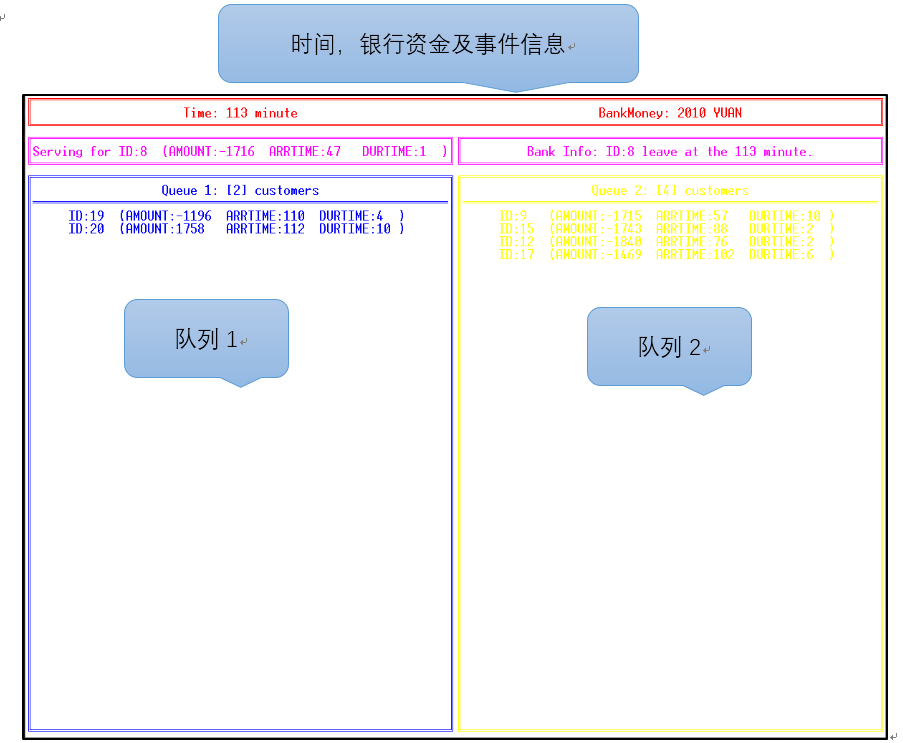 时间，银行资金及事件信息
Time: 113 minute
BankMoney: 2010 YUAN
Serving for ID:8 (AMOUNT:-1716 ARRTIME:47 DURTIME:1 )
Bank Info: ID:8 leave at the 113 minute.
Queue 1: [2] customers
ID:19 (AMOUNT:-1196 ARRTIME:110 DURTIME:4 )
ID:20 (AMOUNT:1758 ARRTIME:112 DURTIME:10 )
Queue 2: [4] customers
ID:9 (AMOUNT:-1715 ARRTIME:57 DURTIME:10 )
ID:15 (AMOUNT:-1743 ARRTIME:88 DURTIME:2 )
ID:12 (AMOUNT:-1840 ARRTIME:76 DURTIME:2 )
ID:17 (AMOUNT:-1469 ARRTIME:102 DURTIME:6 )
队列 1
队列 2